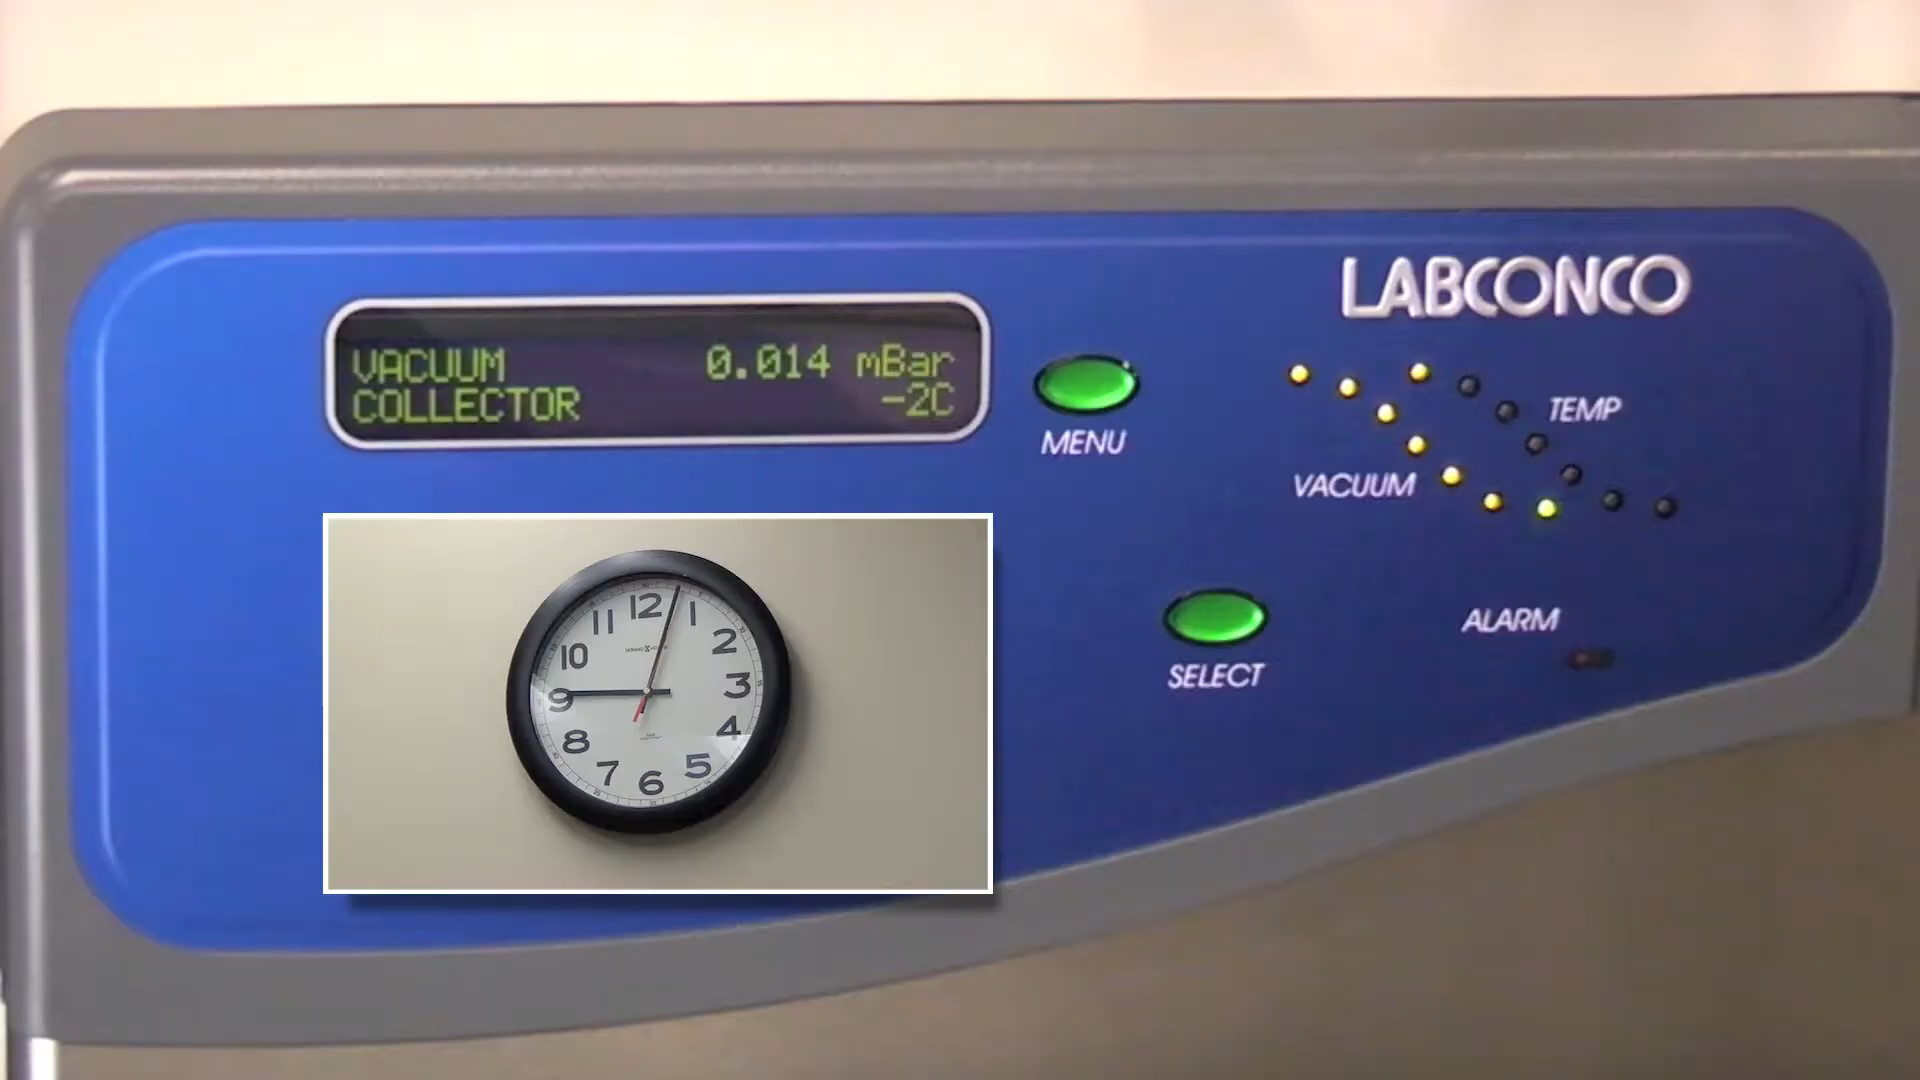 LABCONCO
VACUUM 0.014 mBar
COLLECTOR -2C
MENU
TEMP
VACUUM
SELECT
ALARM
12
1
2
3
4
5
6
7
8
9
10
11